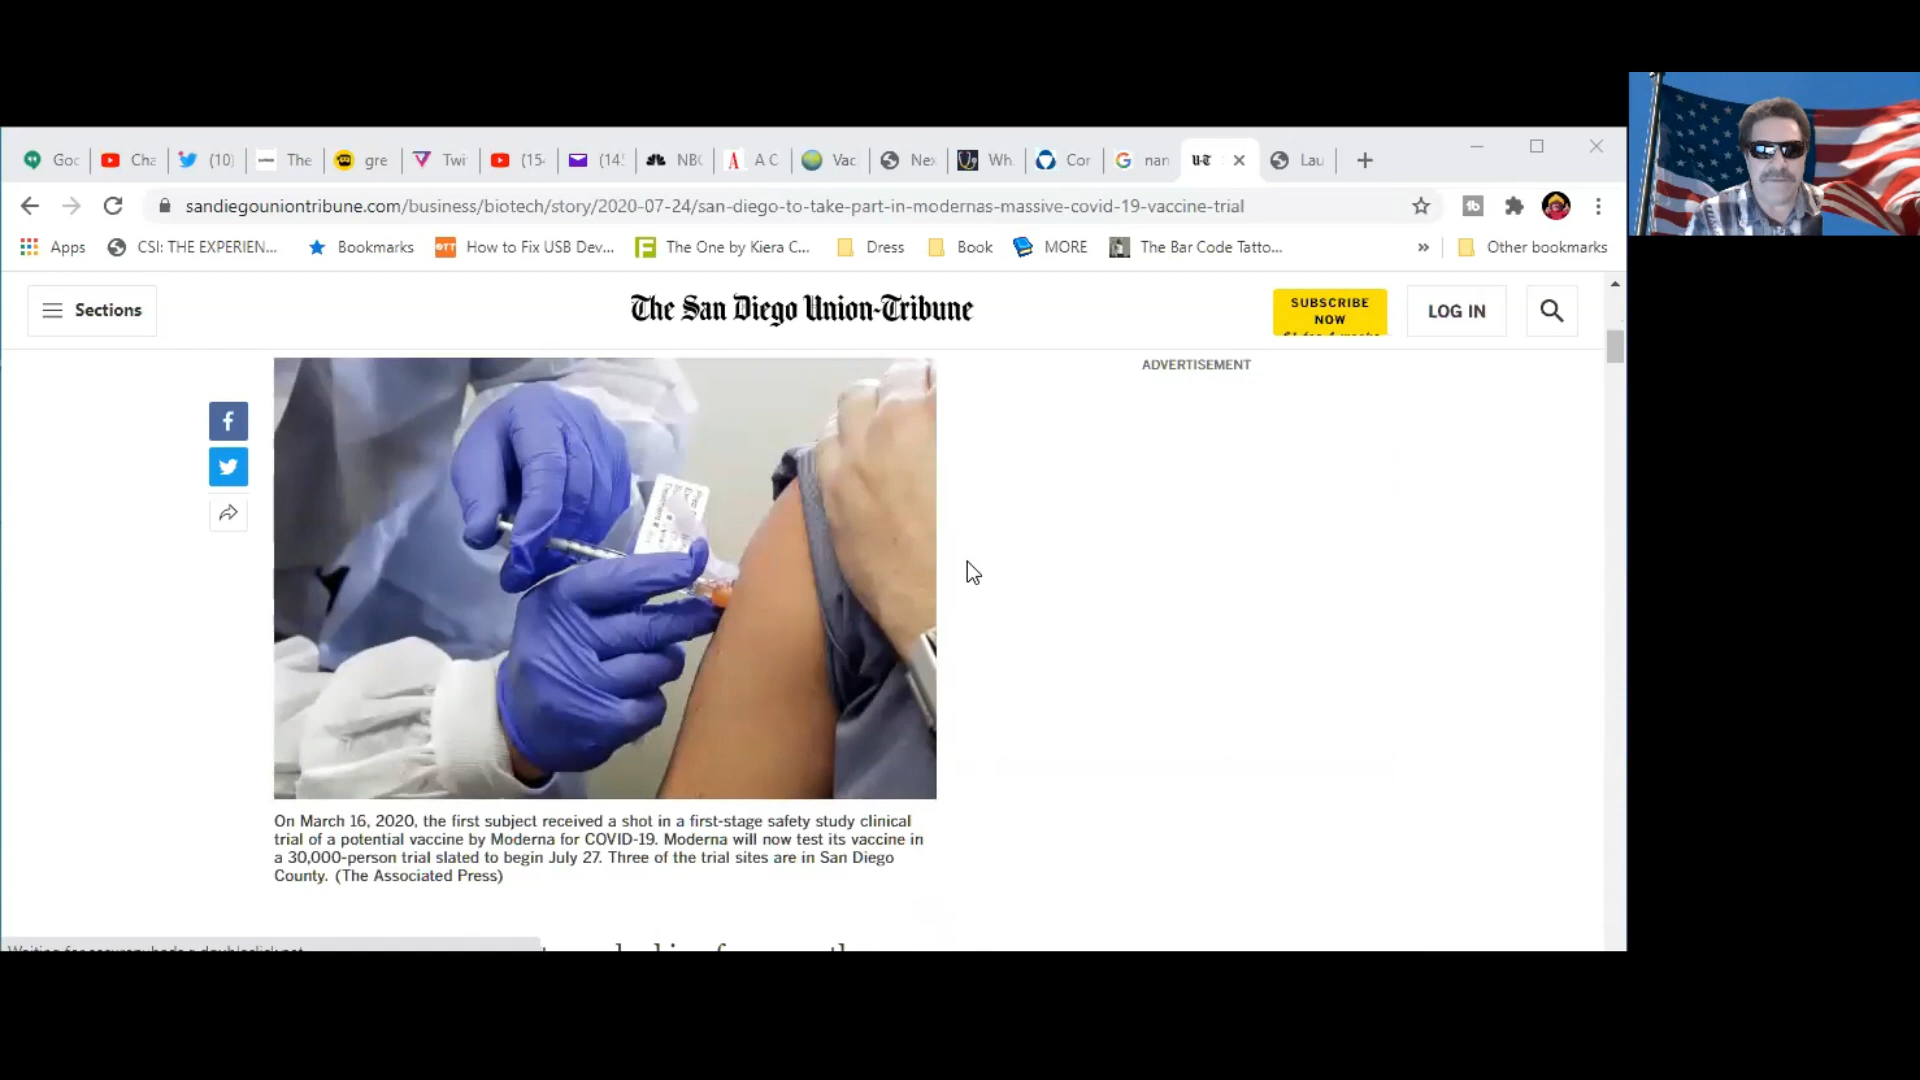 Goc
Cha
(10)
The
gre
Twi
(15
(14
NBC
A C
Vac
Nex
Wh.
Cor
nan
U-T
Lau
sandiegouniontribune.com/business/biotech/story/2020-07-24/san-diego-to-take-part-in-modernas-massive-covid-19-vaccine-trial
Apps
CSI: THE EXPERIEN...
Bookmarks
How to Fix USB Dev...
The One by Kiera C...
Dress
Book
MORE
The Bar Code Tatto...
Other bookmarks
Sections
The San Diego Union-Tribune
SUBSCRIBE
NOW
LOG IN
ADVERTISEMENT
On March 16, 2020, the first subject received a shot in a first-stage safety study clinical
trial of a potential vaccine by Moderna for COVID-19. Moderna will now test its vaccine in
a 30,000-person trial slated to begin July 27. Three of the trial sites are in San Diego
County. (The Associated Press)